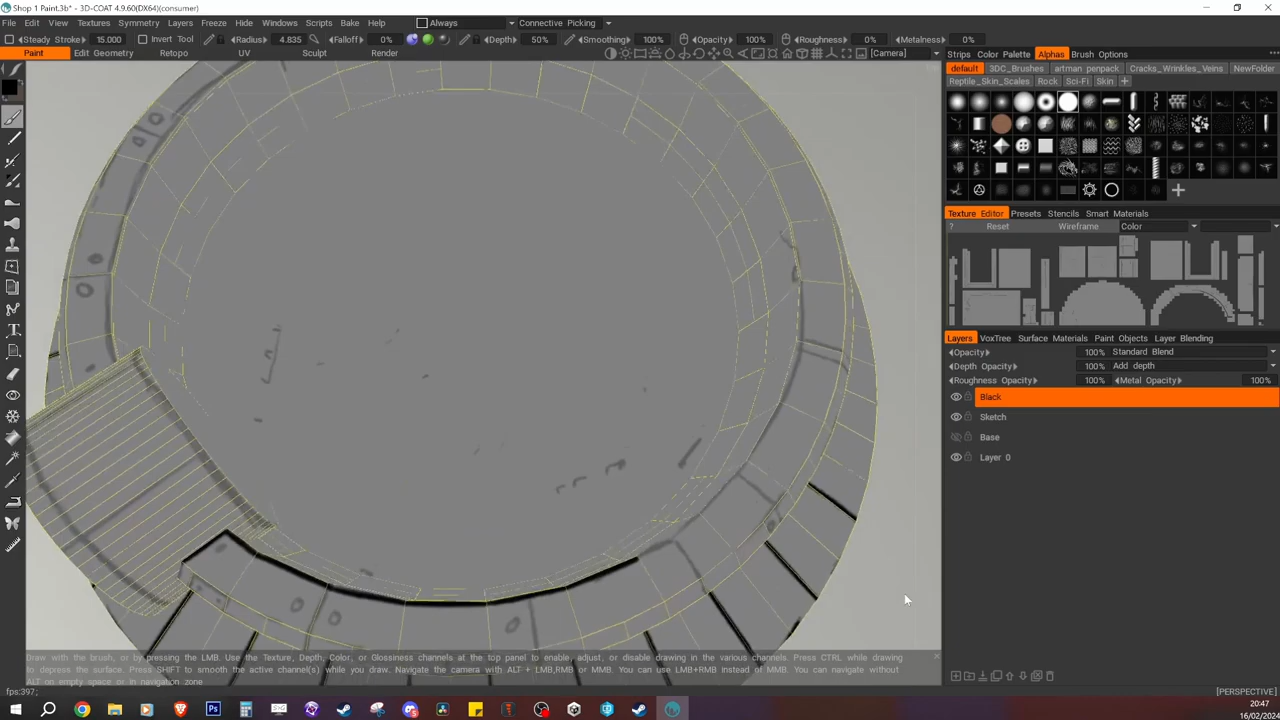 Shop 1 Paint.3b* - 3D-COAT 4.9.60(DX64)(consumer)
File Edit View Textures Symmetry Layers Freeze Hide Windows Scripts Bake Help Always Connective Picking
Steady Stroke 15.000 Invert Tool Radius 4.835 Falloff 0% Depth 50% Smoothing 100% Opacity 100% Roughness 0% Metalness 0%
Paint Edit Geometry Retopo UV Sculpt Render [Camera]
Strips Color Palette Alphas Brush Options
default 3DC_Brushes artman penpack Cracks_Wrinkles_Veins NewFolder
Reptile_Skin_Scales Rock Sci-Fi Skin
Texture Editor Presets Stencils Smart Materials
? Reset Wireframe Color
Layers VoxTree Surface Materials Paint Objects Layer Blending
Opacity 100% Standard Blend
Depth Opacity 100% Add depth
Roughness Opacity 100% Metal Opacity 100%
Black
Sketch
Base
Layer 0
Draw with the brush, or by pressing the LMB. Use the Texture, Depth, Color, or Glossiness channels at the top panel to enable, adjust, or disable drawing in the various channels. Press CTRL while drawing
to depress the surface. Press SHIFT to smooth the active channel(s) while you draw. Navigate the camera with ALT + LMB,RMB or MMB. You can use LMB+RMB instead of MMB. You can navigate without
ALT on empty space or in navigation zone
fps:397;
[PERSPECTIVE]
20:47
16/02/2024